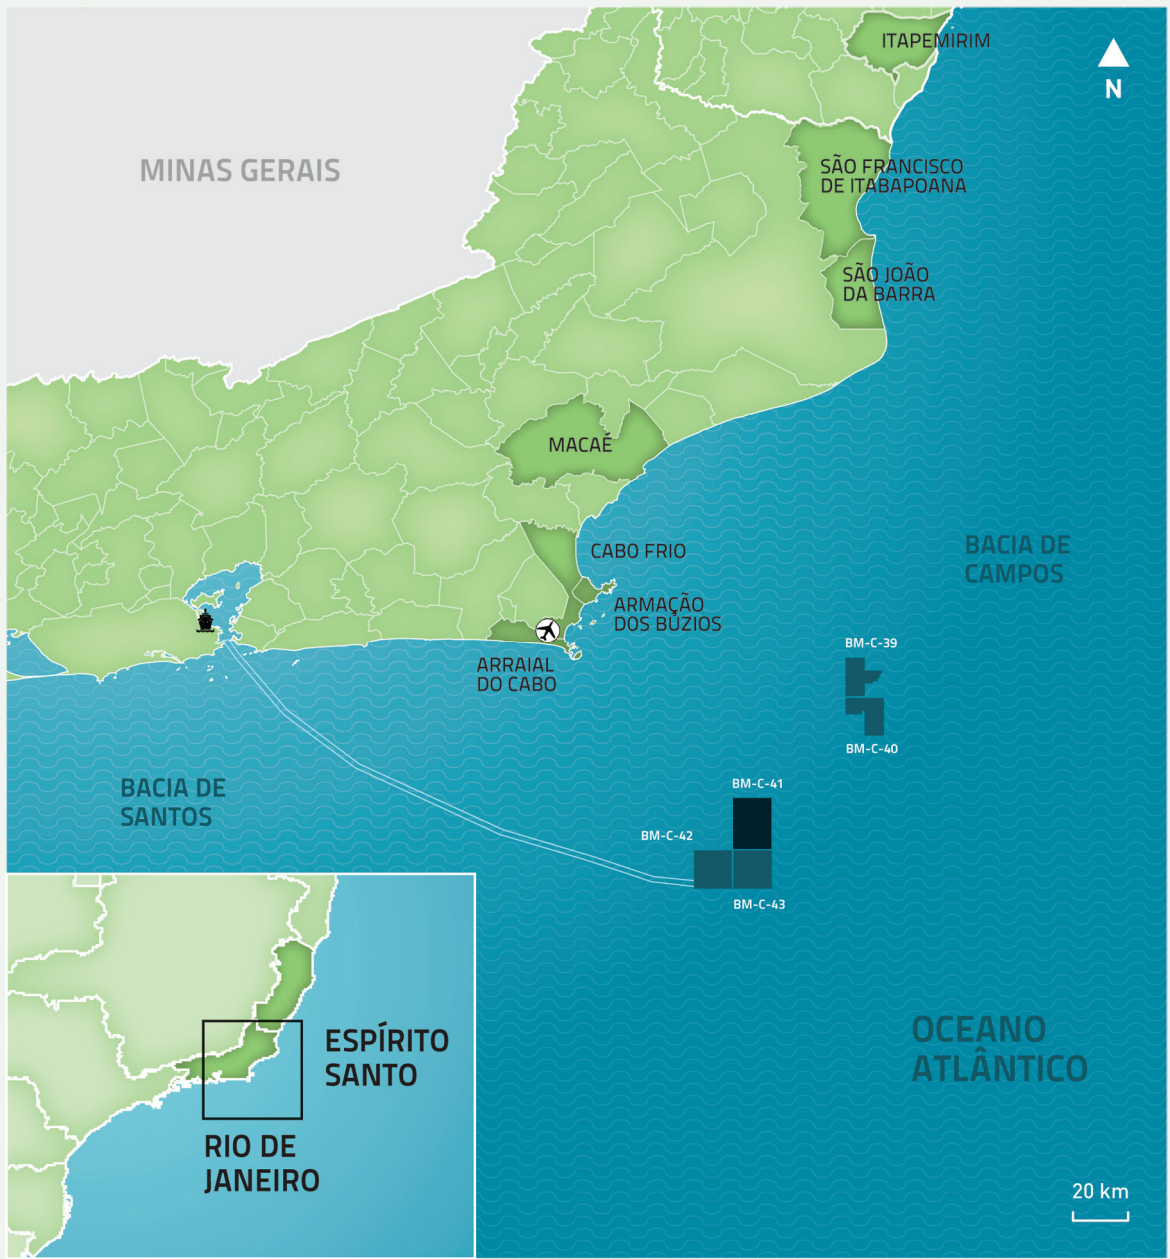 ITAPEMIRIM
N
MINAS GERAIS
SÃO FRANCISCO
DE ITABAPOANA
SÃO JOÃO
DA BARRA
MACAÉ
CABO FRIO
BACIA DE
CAMPOS
ARMAÇÃO
DOS BÚZIOS
BM-C-39
ARRAIAL
DO CABO
BM-C-40
BACIA DE
SANTOS
BM-C-41
BM-C-42
BM-C-43
OCEANO
ATLÂNTICO
ESPÍRITO
SANTO
RIO DE
JANEIRO
20 km